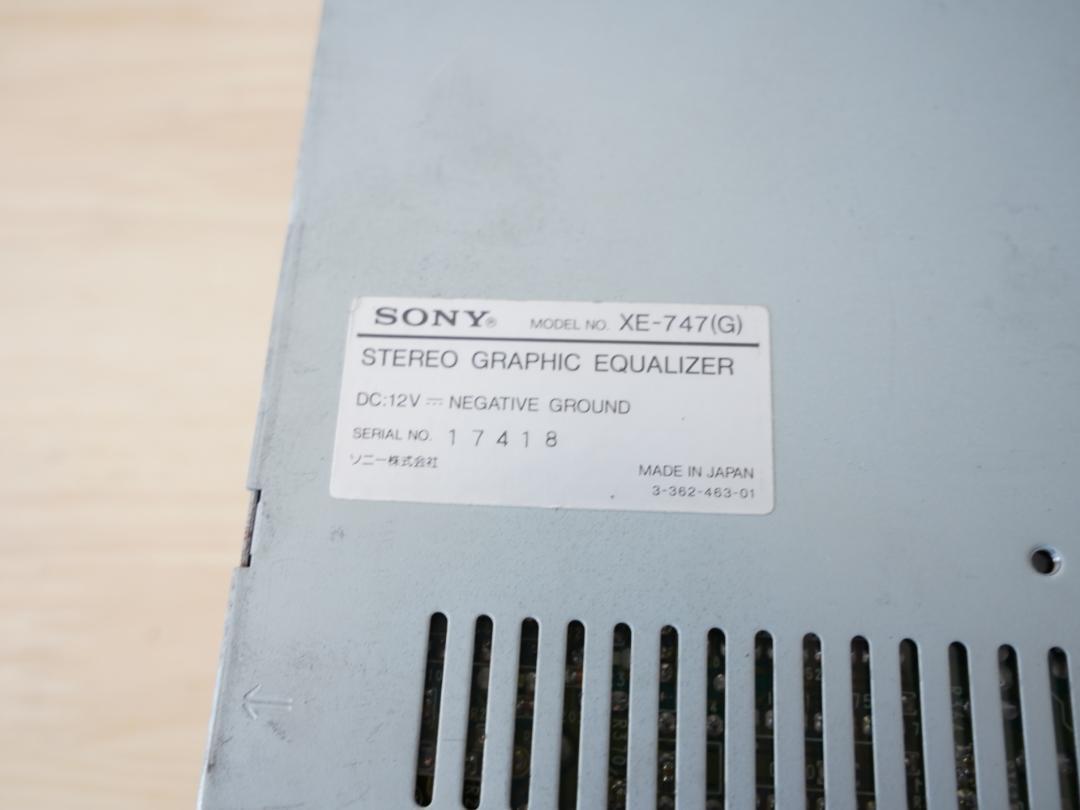 SONY® MODEL NO. XE-747(G)
STEREO GRAPHIC EQUALIZER
DC:12V ⎓ NEGATIVE GROUND
SERIAL NO. 17418
ソニー株式会社
MADE IN JAPAN
3-362-463-01